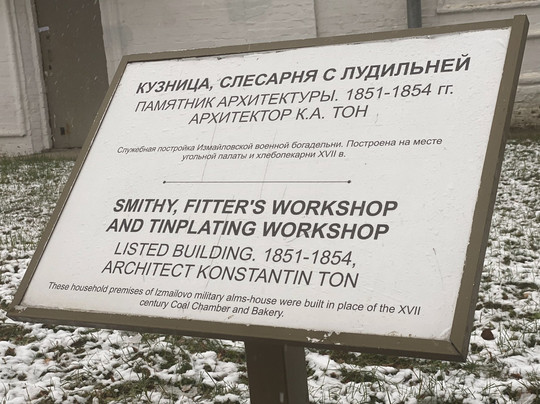 КУЗНИЦА, СЛЕСАРНЯ С ЛУДИЛЬНЕЙ
ПАМЯТНИК АРХИТЕКТУРЫ. 1851-1854 гг.
АРХИТЕКТОР К.А. ТОН
Служебная постройка Измайловской военной богадельни. Построена на месте
угольной палаты и хлебопекарни XVII в.
SMITHY, FITTER'S WORKSHOP
AND TINPLATING WORKSHOP
LISTED BUILDING. 1851-1854,
ARCHITECT KONSTANTIN TON
These household premises of Izmailovo military alms-house were built in place of the XVII
century Coal Chamber and Bakery.